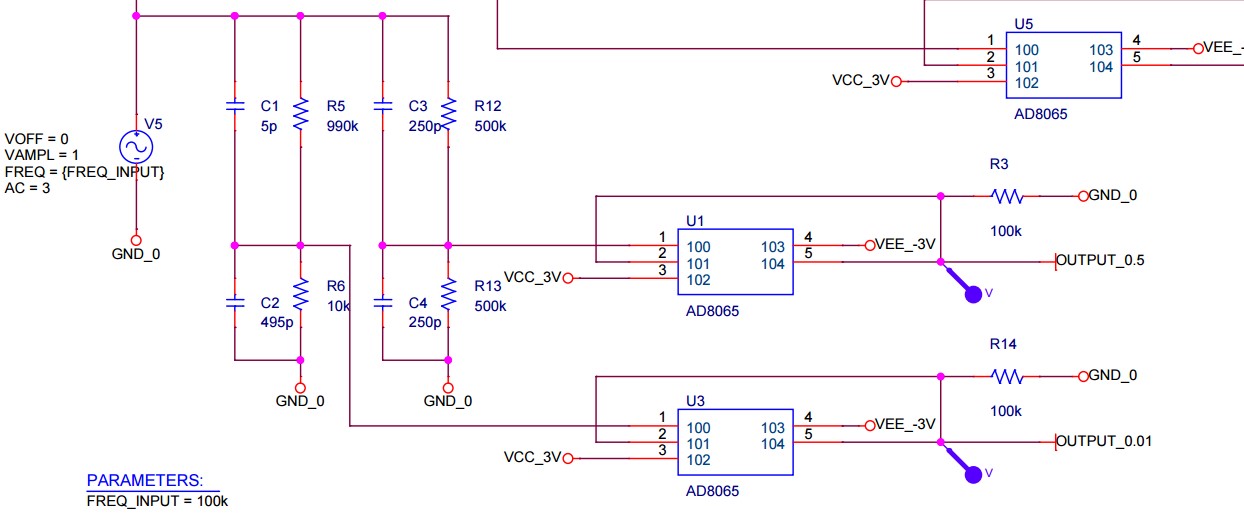 U5
1 100 103 4 VEE_-
2 101 104 5
VCC_3V 3 102
AD8065
V5
VOFF = 0
VAMPL = 1
FREQ = {FREQ_INPUT}
AC = 3
GND_0
C1
5p
R5
990k
C3
250p
R12
500k
C2
495p
R6
10k
C4
250p
R13
500k
GND_0
GND_0
R3
GND_0
100k
U1
1 100 103 4 VEE_-3V
2 101 104 5 OUTPUT_0.5
VCC_3V 3 102
V
AD8065
R14
GND_0
100k
U3
1 100 103 4 VEE_-3V
2 101 104 5 OUTPUT_0.01
VCC_3V 3 102
V
AD8065
PARAMETERS:
FREQ_INPUT = 100k